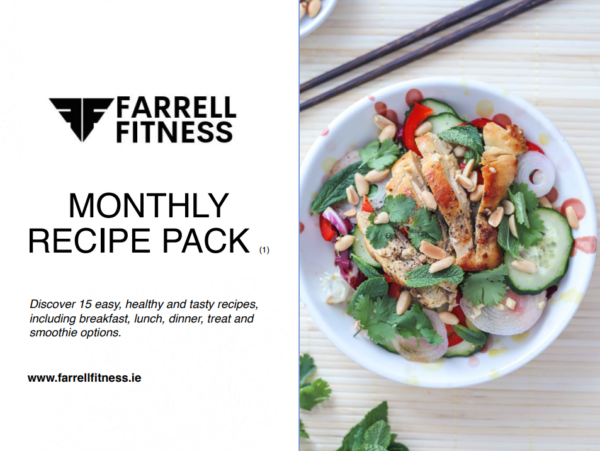 FARRELL
FITNESS
MONTHLY
RECIPE PACK (1)
Discover 15 easy, healthy and tasty recipes,
including breakfast, lunch, dinner, treat and
smoothie options.
www.farrellfitness.ie